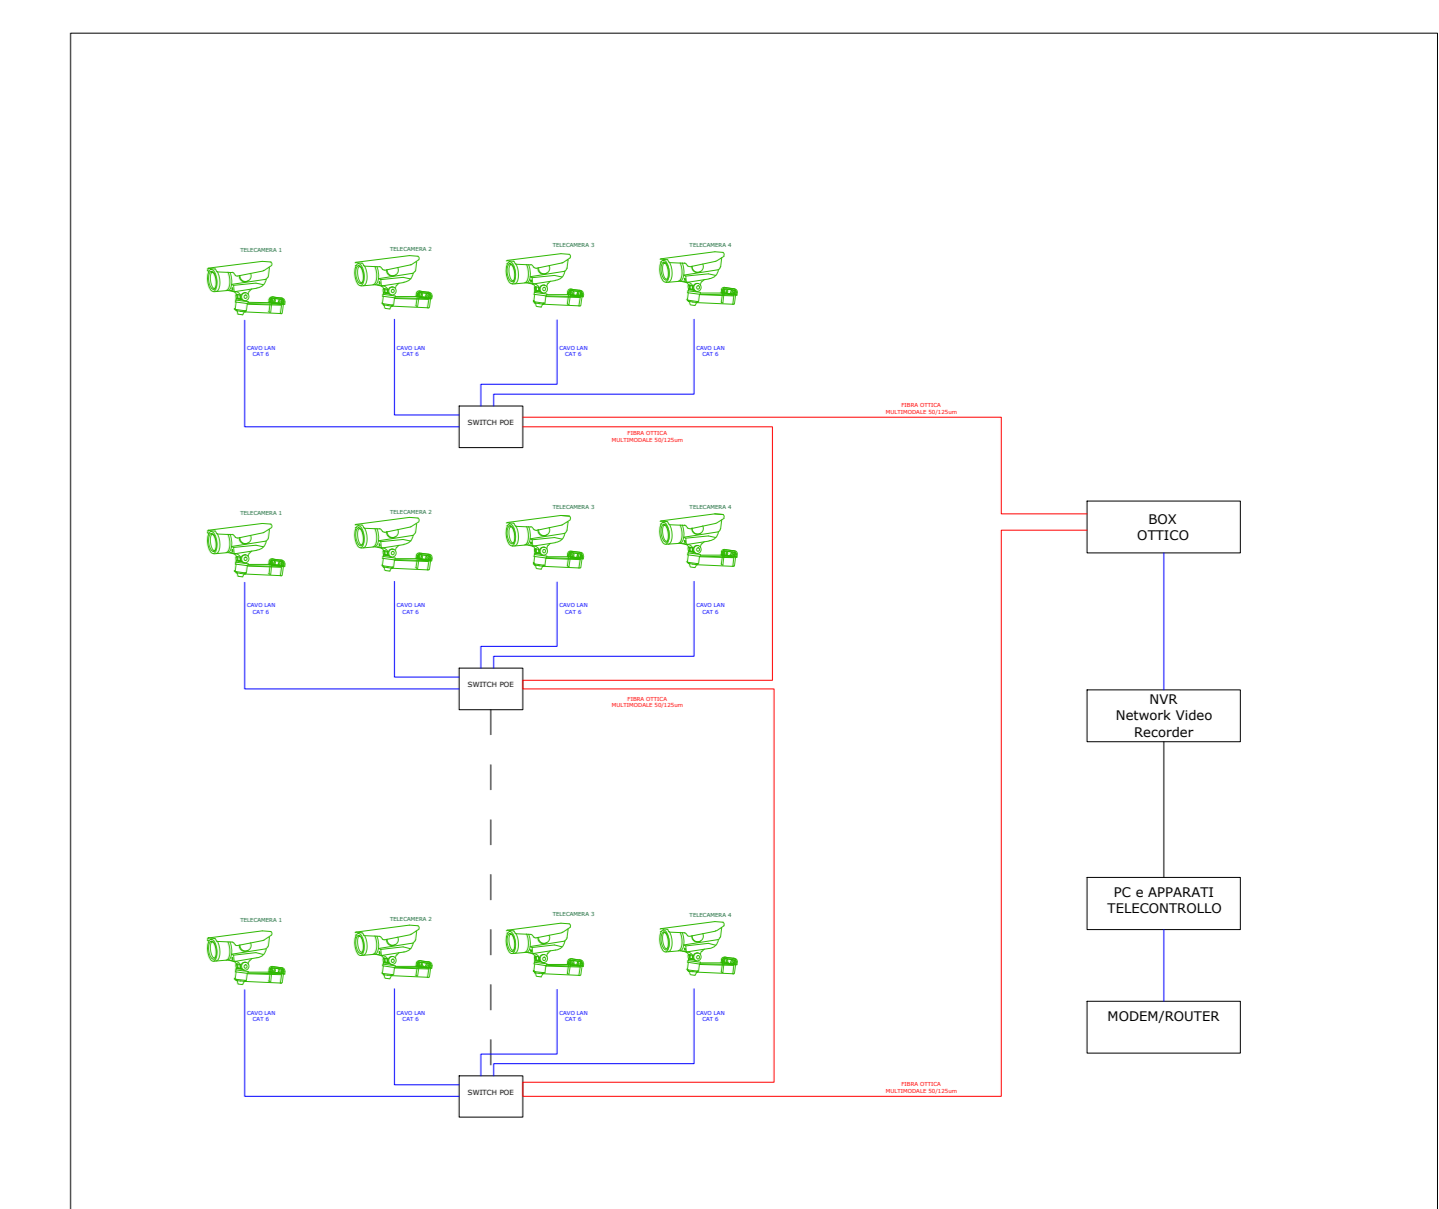 TELECAMERA 1
TELECAMERA 2
TELECAMERA 3
TELECAMERA 4
CAVO LAN
CAT 6
CAVO LAN
CAT 6
CAVO LAN
CAT 6
CAVO LAN
CAT 6
SWITCH POE
FIBRA OTTICA
MULTIMODALE 50/125um
FIBRA OTTICA
MULTIMODALE 50/125um
TELECAMERA 1
TELECAMERA 2
TELECAMERA 3
TELECAMERA 4
BOX
OTTICO
CAVO LAN
CAT 6
CAVO LAN
CAT 6
CAVO LAN
CAT 6
CAVO LAN
CAT 6
SWITCH POE
FIBRA OTTICA
MULTIMODALE 50/125um
NVR
Network Video
Recorder
PC e APPARATI
TELECONTROLLO
TELECAMERA 1
TELECAMERA 2
TELECAMERA 3
TELECAMERA 4
CAVO LAN
CAT 6
CAVO LAN
CAT 6
CAVO LAN
CAT 6
CAVO LAN
CAT 6
MODEM/ROUTER
SWITCH POE
FIBRA OTTICA
MULTIMODALE 50/125um